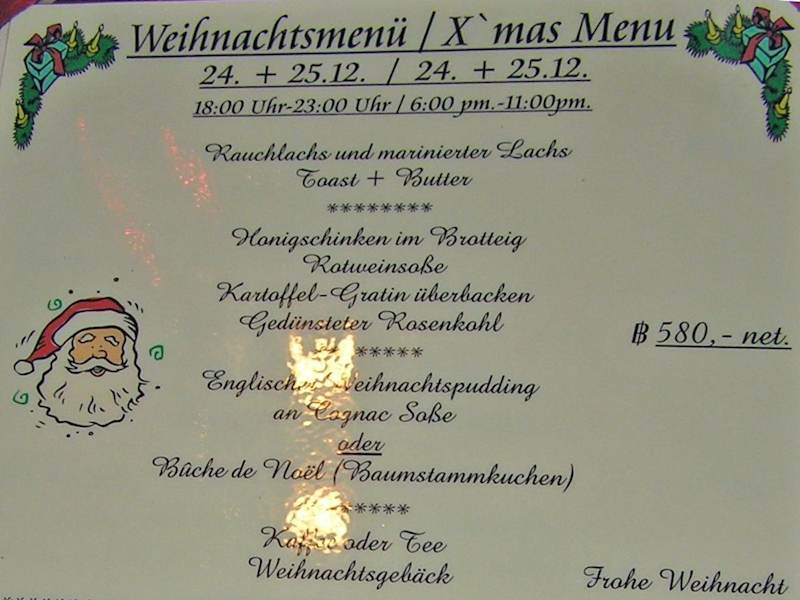 Weihnachtsmenü / X`mas Menu
24. + 25.12. / 24. + 25.12.
18:00 Uhr-23:00 Uhr / 6:00 pm.-11:00pm.
Rauchlachs und marinierter Lachs
Toast + Butter
********
Honigschinken im Brotteig
Rotweinsoße
Kartoffel-Gratin überbacken
Gedünsteter Rosenkohl
฿ 580,- net.
*****
Englischer Weihnachtspudding
an Cognac Soße
oder
Bûche de Noël (Baumstammkuchen)
*****
Kaffee oder Tee
Weihnachtsgebäck
Frohe Weihnacht